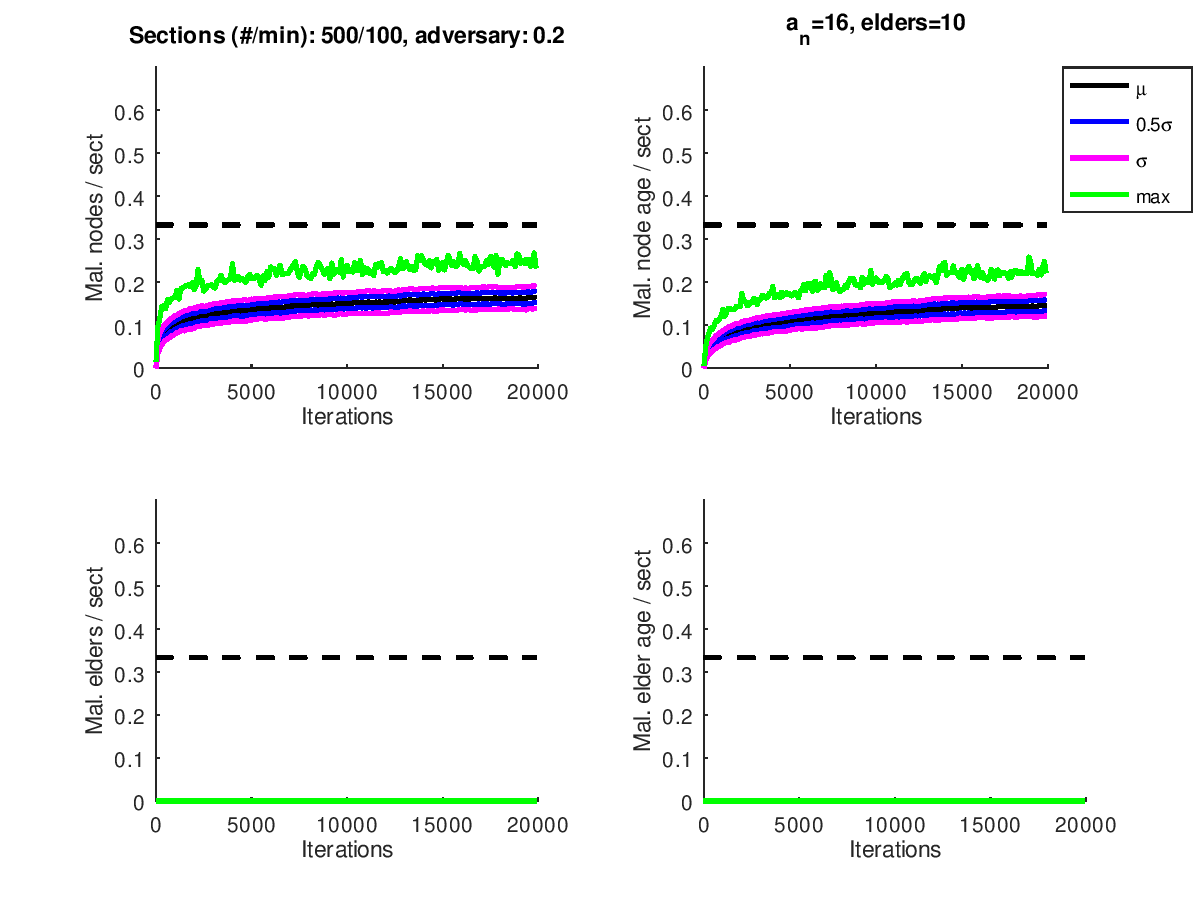 Sections (#/min): 500/100, adversary: 0.2
a_n=16, elders=10
Mal. nodes / sect
0.6
0.5
0.4
0.3
0.2
0.1
0
0 5000 10000 15000 20000
Iterations
Mal. node age / sect
0.6
0.5
0.4
0.3
0.2
0.1
0
0 5000 10000 15000 20000
Iterations
μ
0.5σ
σ
max
Mal. elders / sect
0.6
0.5
0.4
0.3
0.2
0.1
0
0 5000 10000 15000 20000
Iterations
Mal. elder age / sect
0.6
0.5
0.4
0.3
0.2
0.1
0
0 5000 10000 15000 20000
Iterations